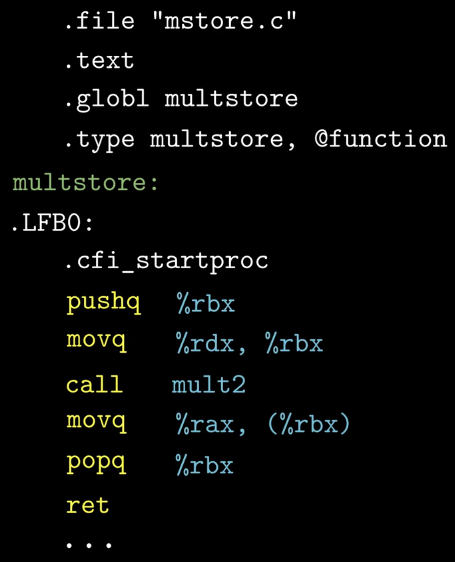 .file "mstore.c"
.text
.globl multstore
.type multstore, @function
multstore:
.LFB0:
.cfi_startproc
pushq %rbx
movq %rdx, %rbx
call mult2
movq %rax, (%rbx)
popq %rbx
ret
...